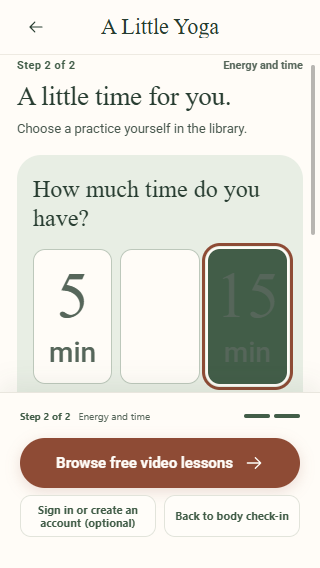 A Little Yoga
Step 2 of 2 Energy and time
A little time for you.
Choose a practice yourself in the library.
How much time do you
have?
5 15
min min
Step 2 of 2 Energy and time
Browse free video lessons
Sign in or create an
account (optional)
Back to body check-in